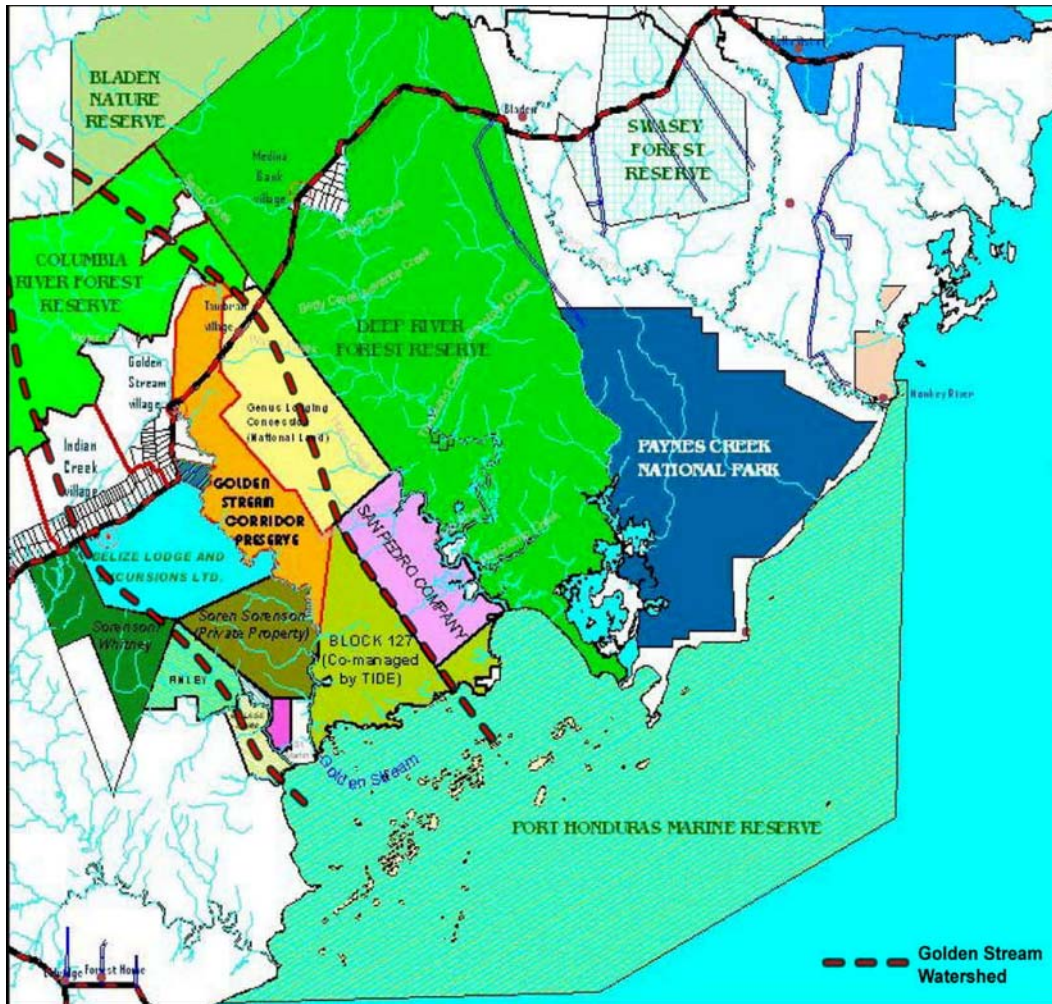 BLADEN
NATURE
RESERVE
Bladen
SWASEY
FOREST
RESERVE
Medina
Bank
village
COLUMBIA
RIVER FOREST
RESERVE
village
DEEP RIVER
FOREST RESERVE
Golden
Stream
village
Genus Logging
Concession
(National Land)
Monkey River
PAYNES CREEK
NATIONAL PARK
Indian
Creek
village
GOLDEN
STREAM
CORRIDOR
PRESERVE
SAN PEDRO COMPANY
BELIZE LODGE AND
EXCURSIONS LTD.
Sorenson/
Whitney
Soren Sorenson
(Private Property)
BLOCK 127
(Co-managed
by TIDE)
Golden Stream
PORT HONDURAS MARINE RESERVE
Forest Home
Golden Stream
Watershed